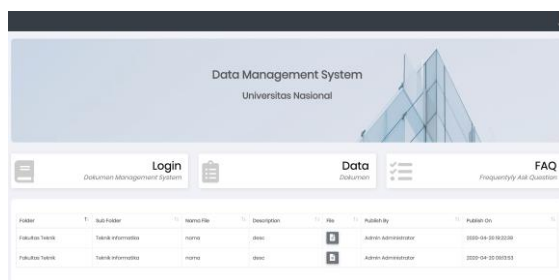 Data Management System
Universitas Nasional
Login
Dokumen Management System
Data
Dokumen
FAQ
Frequently Ask Question
Folder Sub Folder Nama File Description File Publish By Publish On
Fakultas Teknik Teknik Informatika nama desc Admin Administrator
Fakultas Teknik Teknik Informatika nama desc Admin Administrator